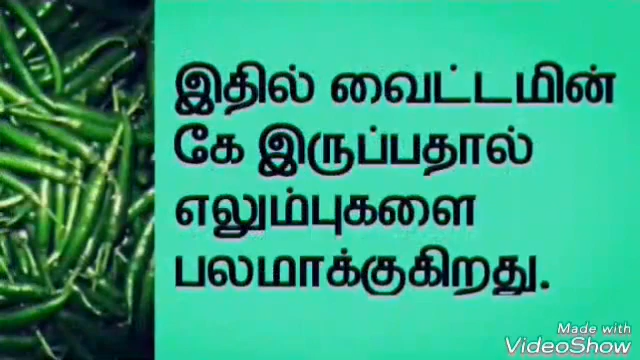 இதில் வைட்டமின்
கே இருப்பதால்
எலும்புகளை
பலமாக்குகிறது.
Made with
VideoShow